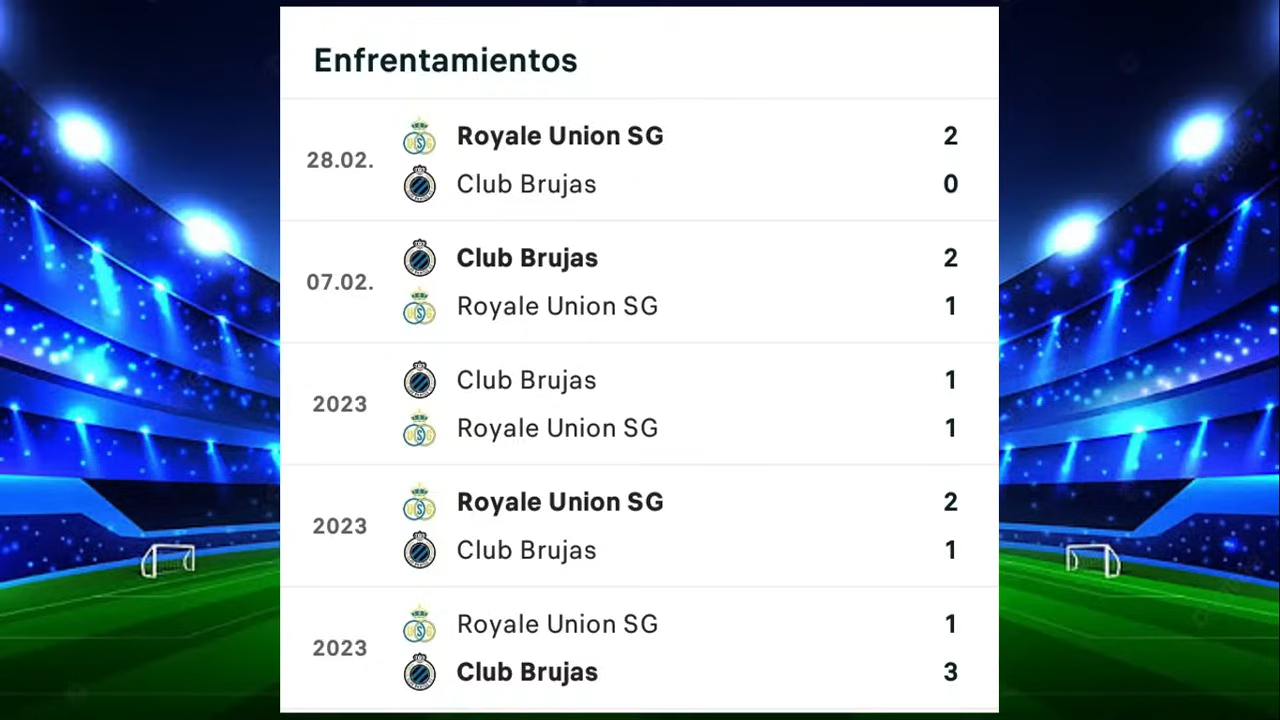 Enfrentamientos
28.02.
Royale Union SG 2
Club Brujas 0
07.02.
Club Brujas 2
Royale Union SG 1
2023
Club Brujas 1
Royale Union SG 1
2023
Royale Union SG 2
Club Brujas 1
2023
Royale Union SG 1
Club Brujas 3